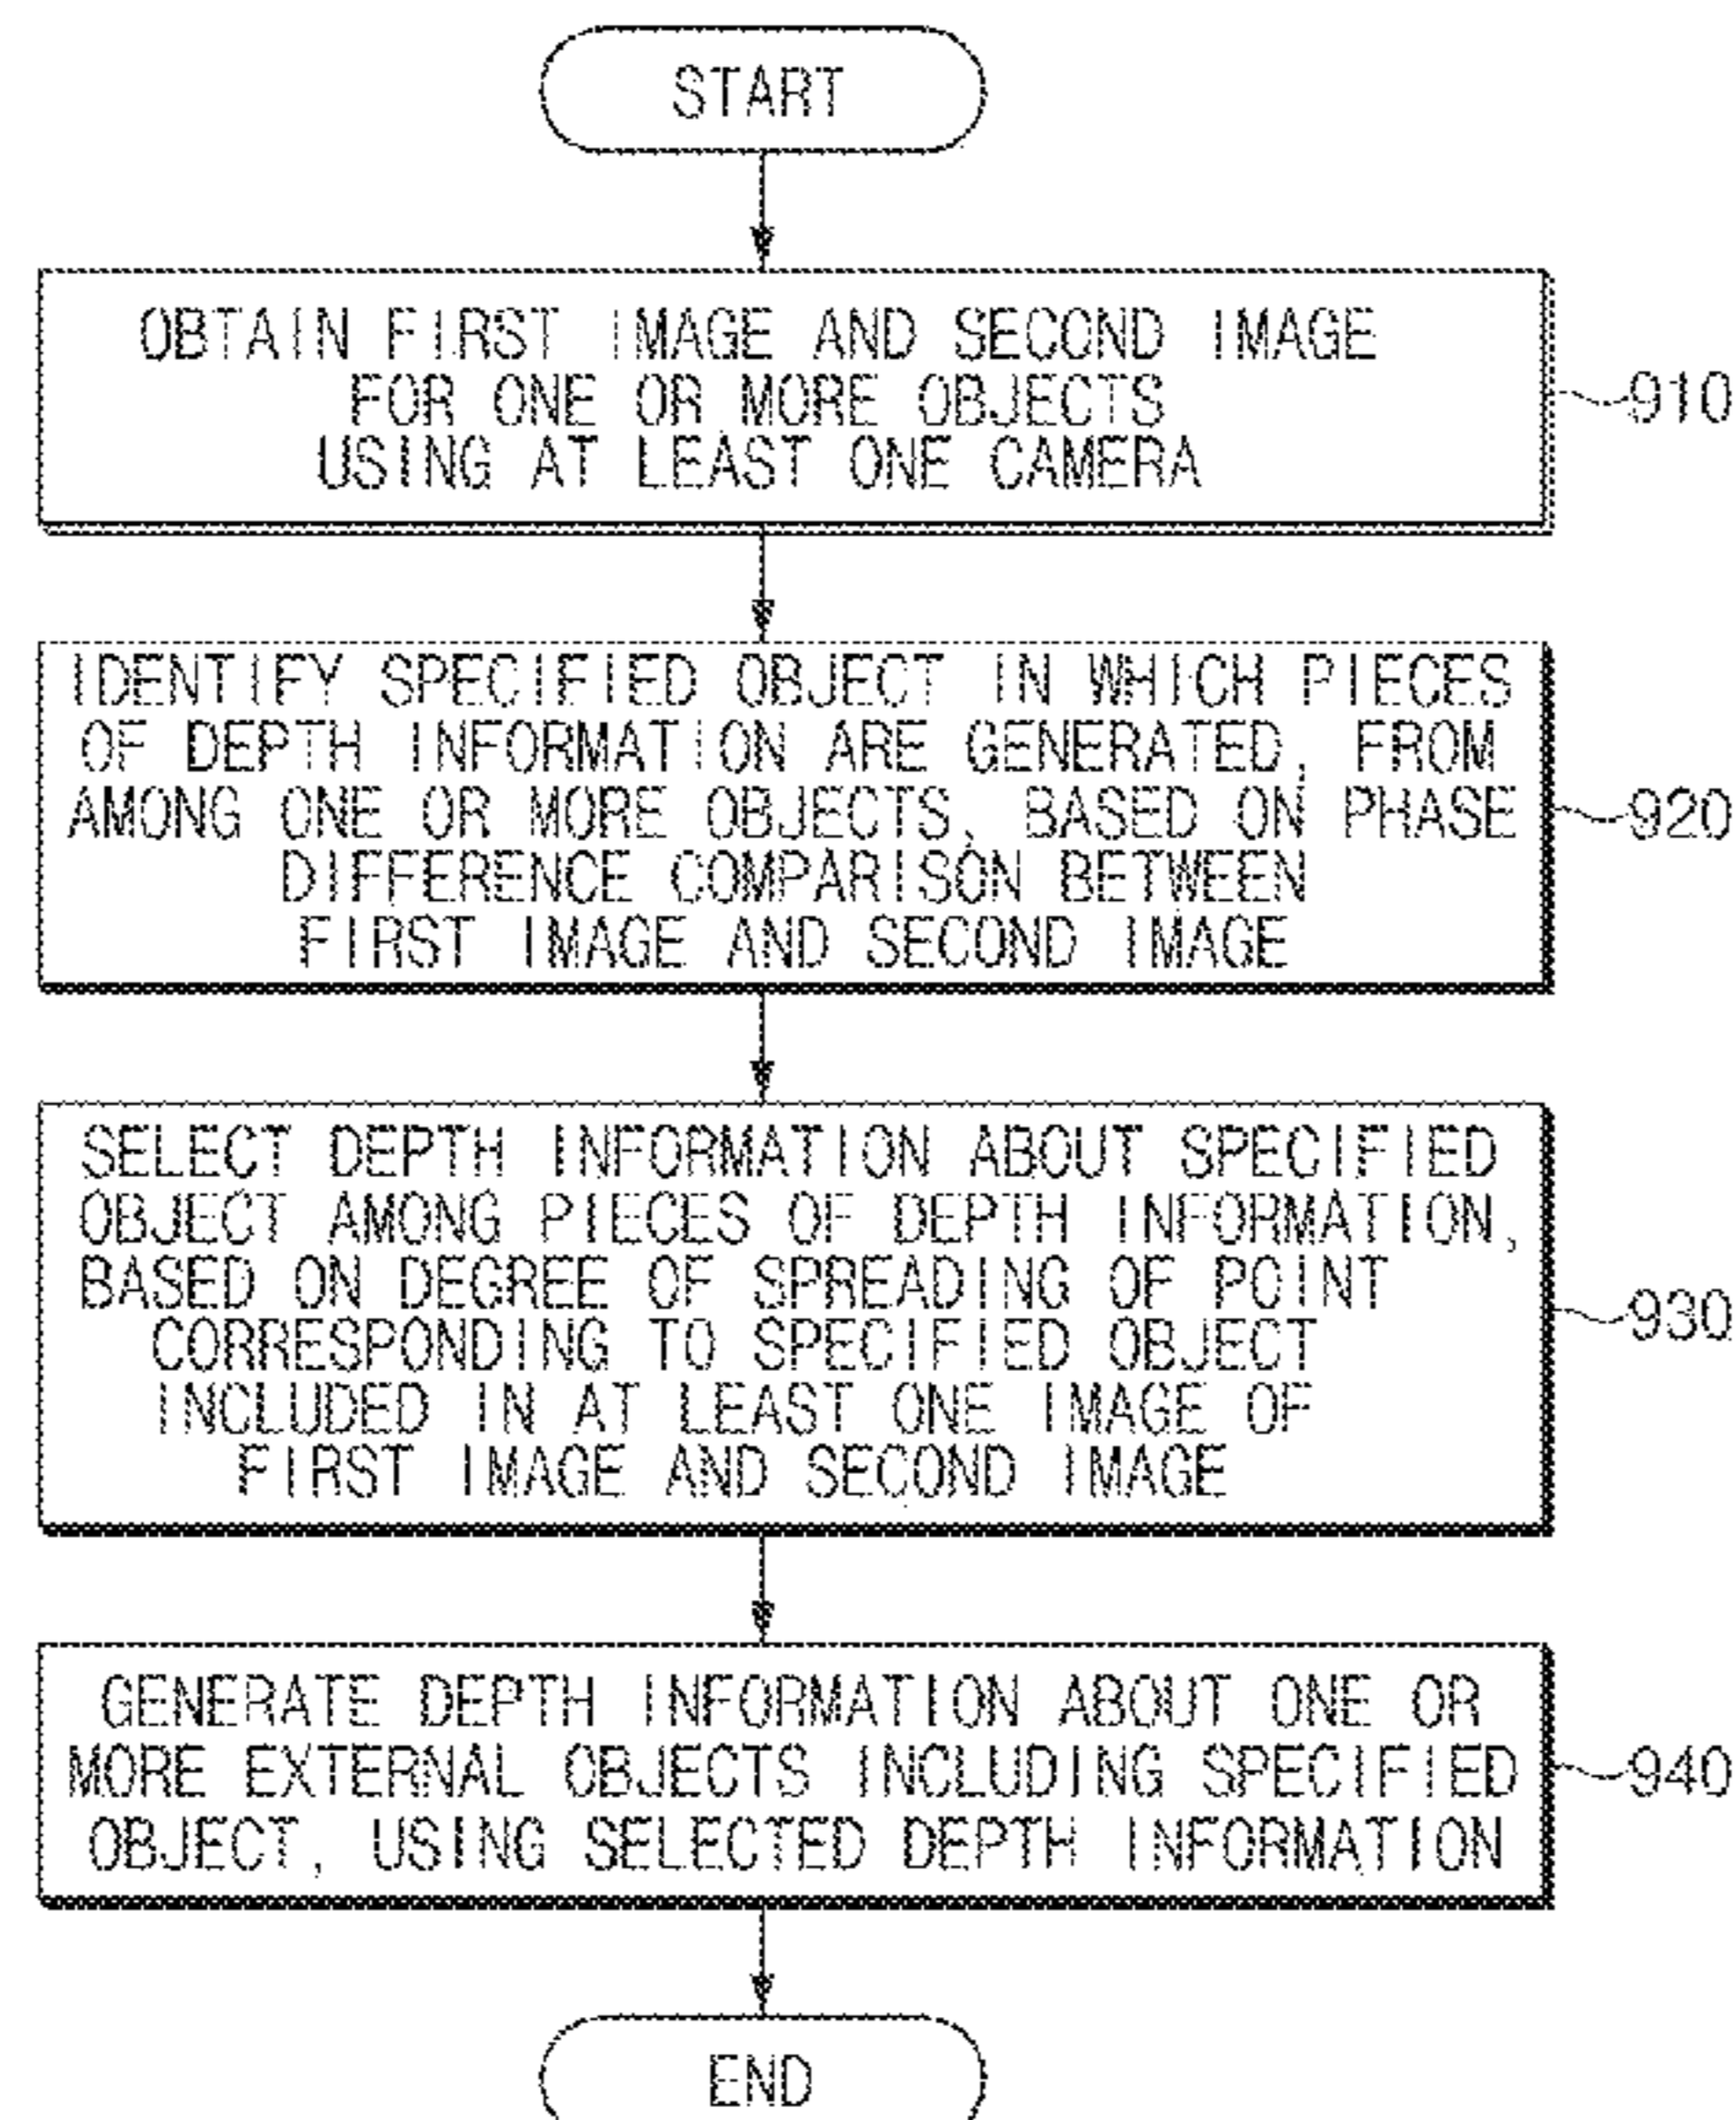 START
OBTAIN FIRST IMAGE AND SECOND IMAGE
FOR ONE OR MORE OBJECTS
USING AT LEAST ONE CAMERA
910
IDENTIFY SPECIFIED OBJECT IN WHICH PIECES
OF DEPTH INFORMATION ARE GENERATED, FROM
AMONG ONE OR MORE OBJECTS, BASED ON PHASE
DIFFERENCE COMPARISON BETWEEN
FIRST IMAGE AND SECOND IMAGE
920
SELECT DEPTH INFORMATION ABOUT SPECIFIED
OBJECT AMONG PIECES OF DEPTH INFORMATION,
BASED ON DEGREE OF SPREADING OF POINT
CORRESPONDING TO SPECIFIED OBJECT
INCLUDED IN AT LEAST ONE IMAGE OF
FIRST IMAGE AND SECOND IMAGE
930
GENERATE DEPTH INFORMATION ABOUT ONE OR
MORE EXTERNAL OBJECTS INCLUDING SPECIFIED
OBJECT, USING SELECTED DEPTH INFORMATION
940
END